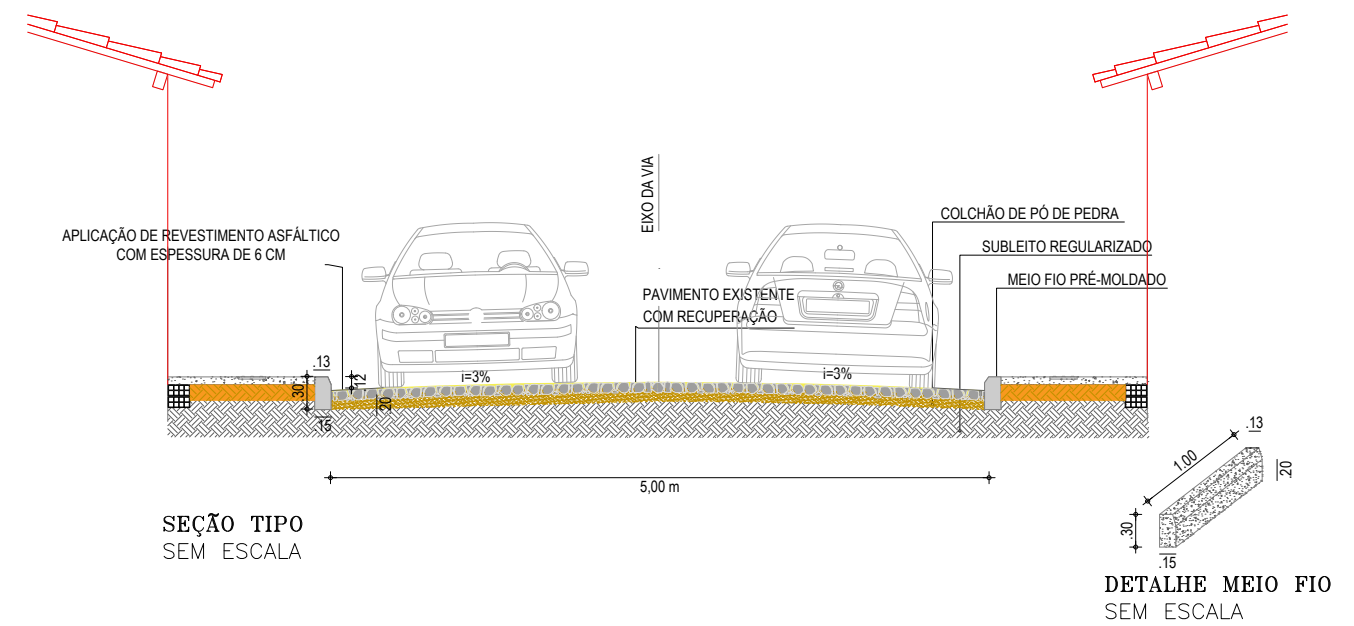 EIXO DA VIA
APLICAÇÃO DE REVESTIMENTO ASFÁLTICO
COM ESPESSURA DE 6 CM
COLCHÃO DE PÓ DE PEDRA
SUBLEITO REGULARIZADO
MEIO FIO PRÉ-MOLDADO
PAVIMENTO EXISTENTE
COM RECUPERAÇÃO
.13
.30
.12
.20
.15
i=3%
i=3%
5,00 m
SEÇÃO TIPO
SEM ESCALA
.13
1.00
.20
.30
.15
DETALHE MEIO FIO
SEM ESCALA